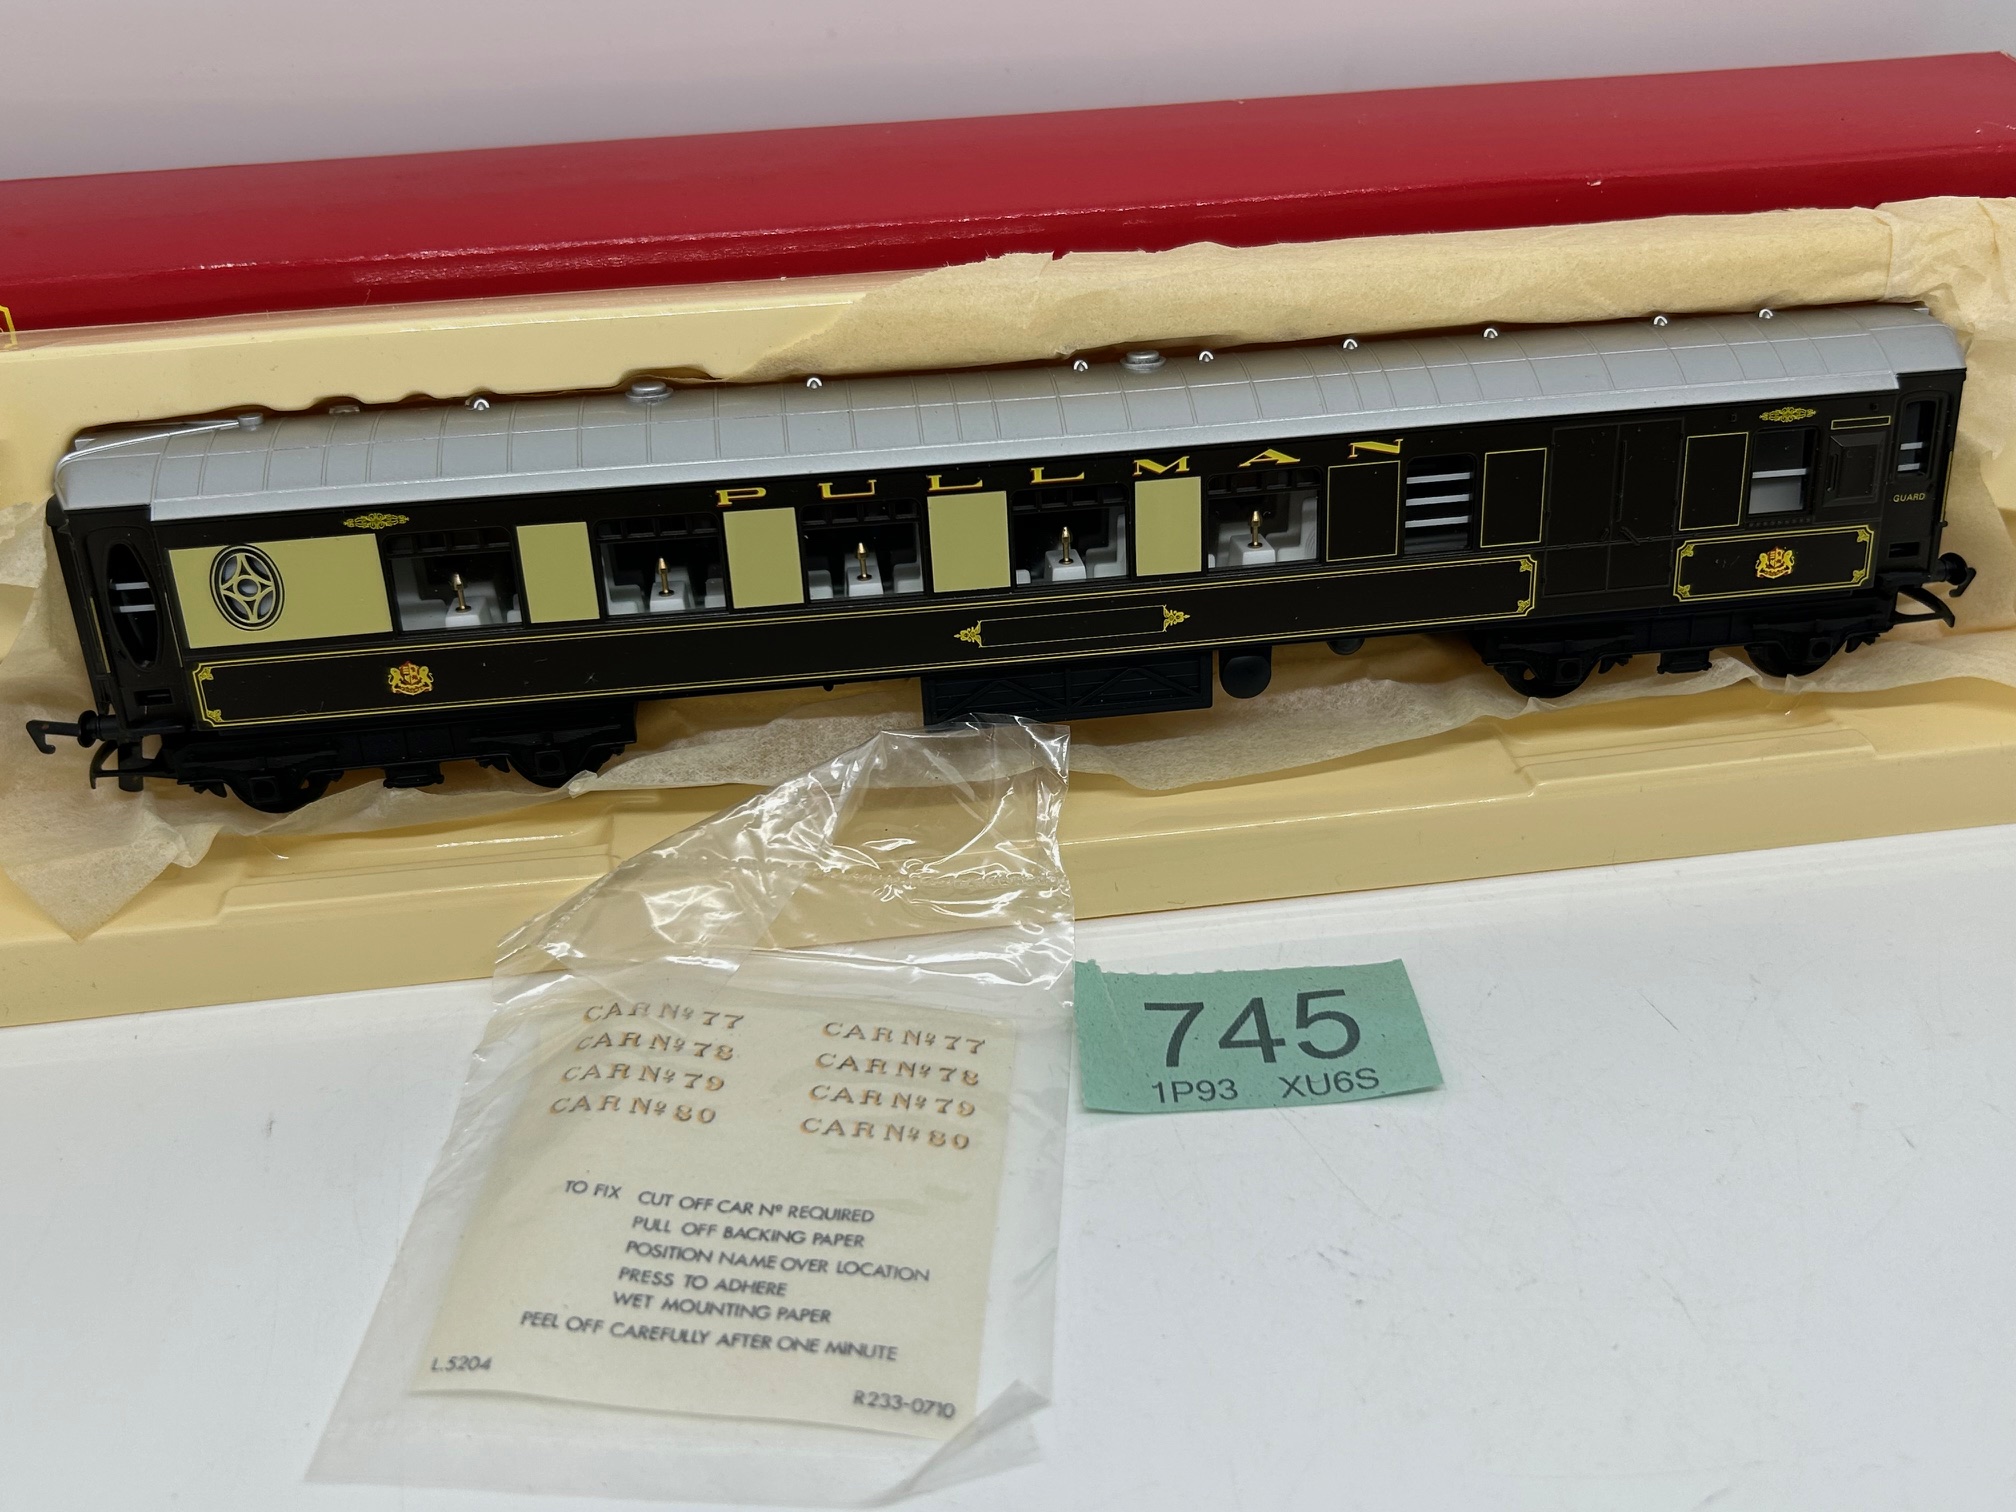 PULLMAN
GUARD
CAR Nº 77
CAR Nº 78
CAR Nº 79
CAR Nº 80
CAR Nº 77
CAR Nº 78
CAR Nº 79
CAR Nº 80
TO FIX CUT OFF CAR Nº REQUIRED
PULL OFF BACKING PAPER
POSITION NAME OVER LOCATION
PRESS TO ADHERE
WET MOUNTING PAPER
PEEL OFF CAREFULLY AFTER ONE MINUTE
L.5204
R233-0710
745
1P93 XU6S